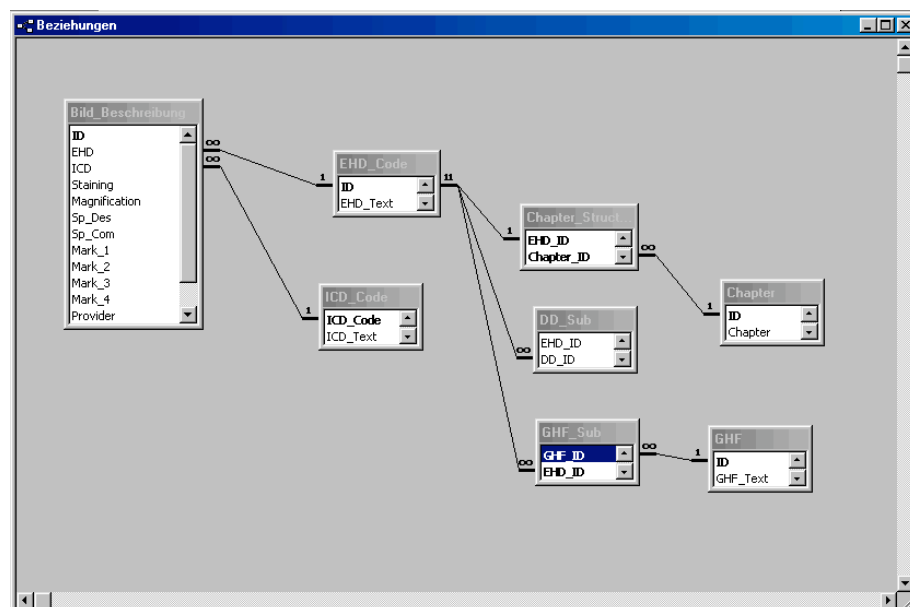 Beziehungen
Bild_Beschreibung
ID
EHD
ICD
Staining
Magnification
Sp_Des
Sp_Com
Mark_1
Mark_2
Mark_3
Mark_4
Provider
∞
∞
1
EHD_Code
ID
EHD_Text
11
1
ICD_Code
ICD_Code
ICD_Text
1
Chapter_Struct...
EHD_ID
Chapter_ID
∞
1
Chapter
ID
Chapter
DD_Sub
EHD_ID
DD_ID
∞
GHF_Sub
GHF_ID
EHD_ID
∞
∞
1
GHF
ID
GHF_Text